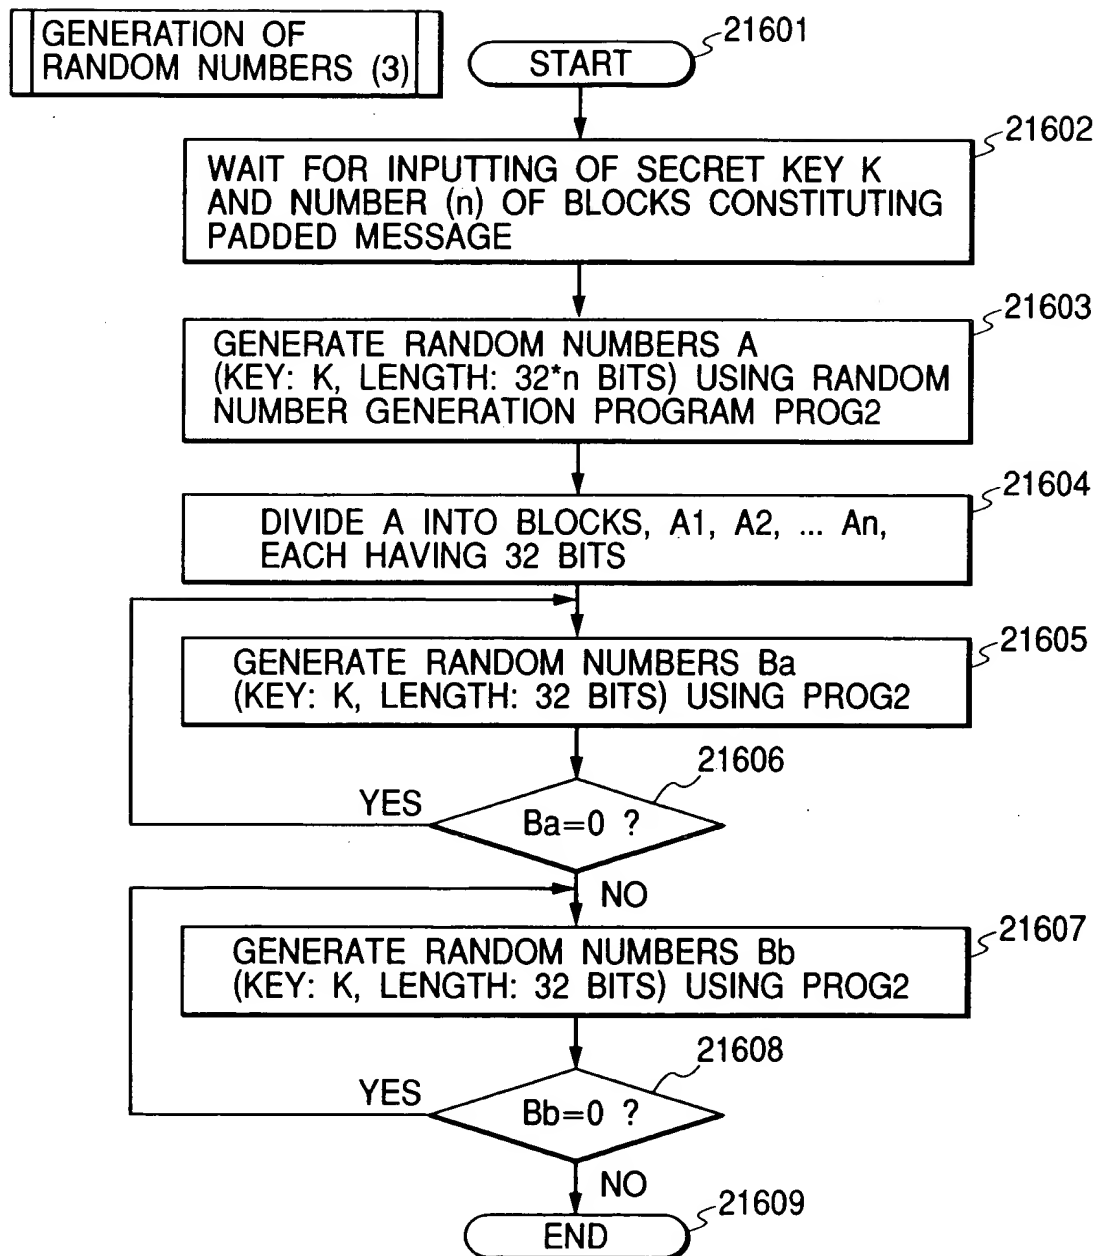 GENERATION OF
RANDOM NUMBERS (3)
START
21601
21602
WAIT FOR INPUTTING OF SECRET KEY K
AND NUMBER (n) OF BLOCKS CONSTITUTING
PADDED MESSAGE
21603
GENERATE RANDOM NUMBERS A
(KEY: K, LENGTH: 32*n BITS) USING RANDOM
NUMBER GENERATION PROGRAM PROG2
21604
DIVIDE A INTO BLOCKS, A1, A2, ... An,
EACH HAVING 32 BITS
21605
GENERATE RANDOM NUMBERS Ba
(KEY: K, LENGTH: 32 BITS) USING PROG2
21606
YES
Ba=0 ?
NO
21607
GENERATE RANDOM NUMBERS Bb
(KEY: K, LENGTH: 32 BITS) USING PROG2
21608
YES
Bb=0 ?
NO
21609
END